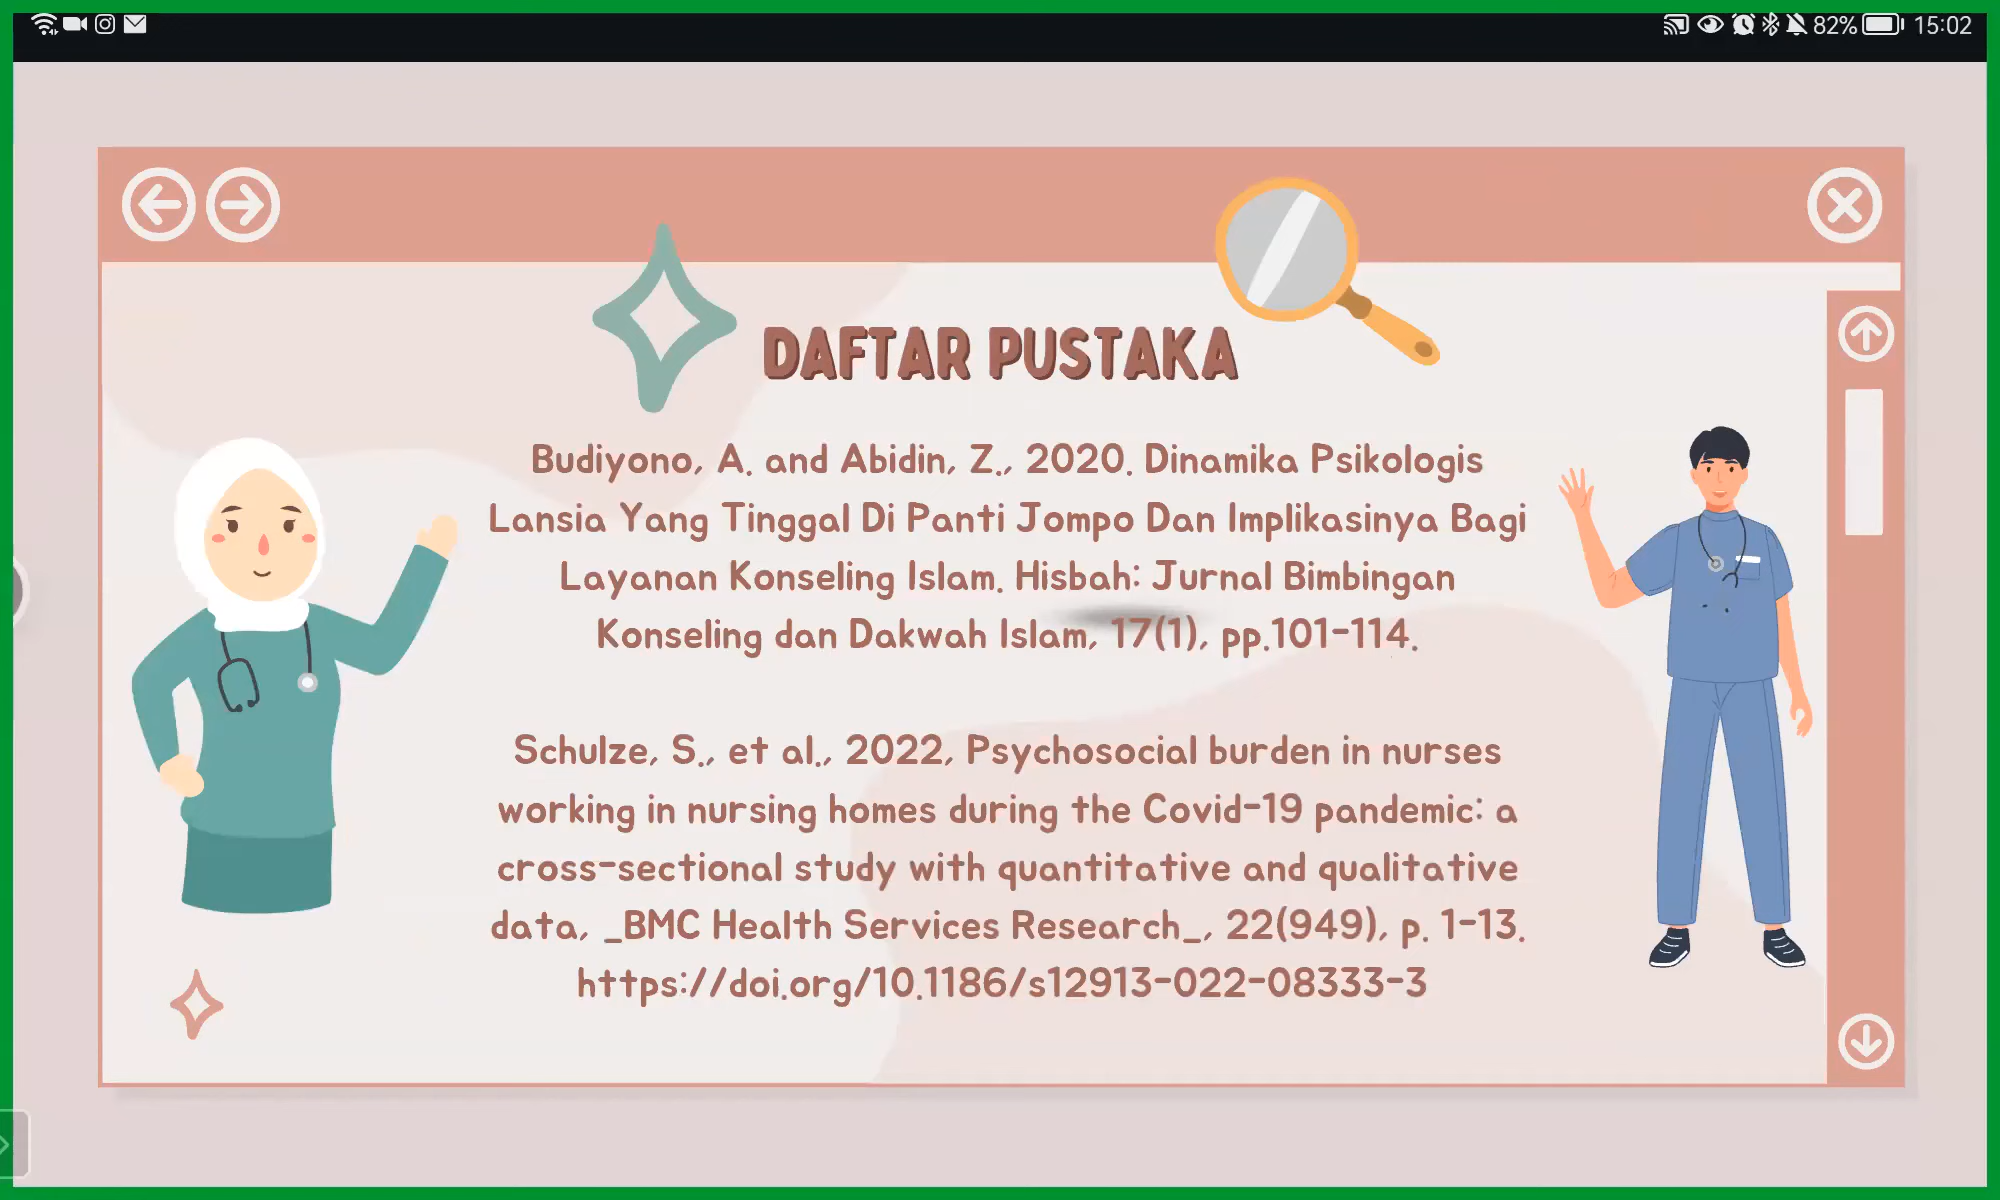 82% 15:02
DAFTAR PUSTAKA
Budiyono, A. and Abidin, Z., 2020. Dinamika Psikologis
Lansia Yang Tinggal Di Panti Jompo Dan Implikasinya Bagi
Layanan Konseling Islam. Hisbah: Jurnal Bimbingan
Konseling dan Dakwah Islam, 17(1), pp.101-114.
Schulze, S., et al., 2022, Psychosocial burden in nurses
working in nursing homes during the Covid-19 pandemic: a
cross-sectional study with quantitative and qualitative
data, _BMC Health Services Research_, 22(949), p. 1-13.
https://doi.org/10.1186/s12913-022-08333-3